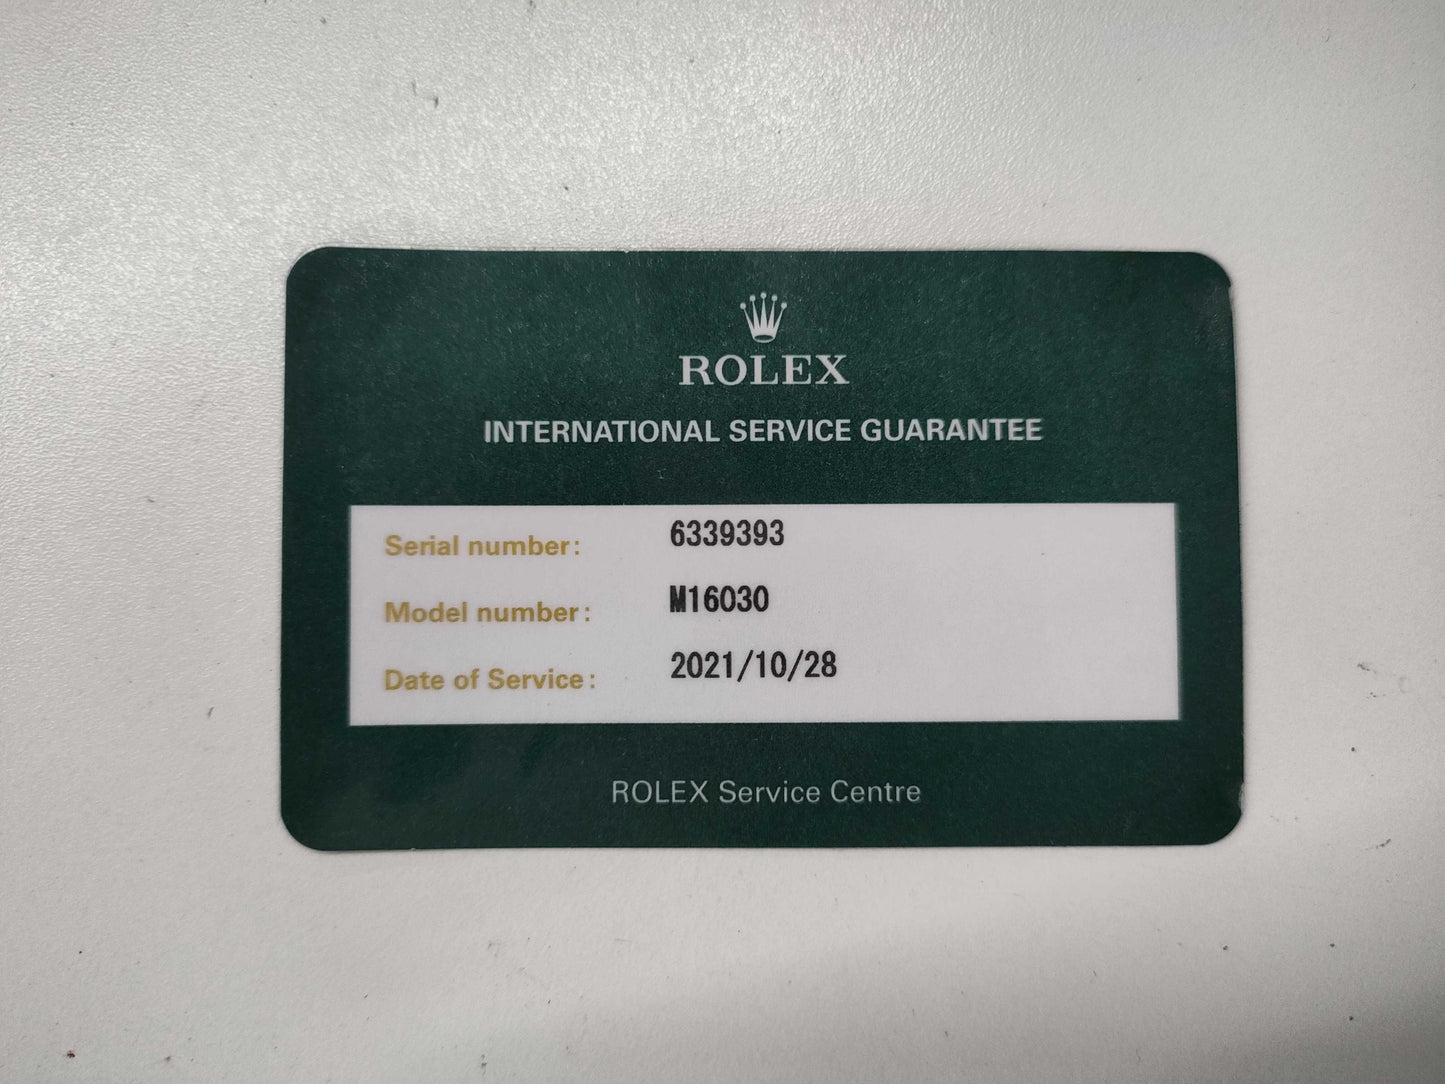 ROLEX
INTERNATIONAL SERVICE GUARANTEE
Serial number: 6339393
Model number: M16030
Date of Service: 2021/10/28
ROLEX Service Centre